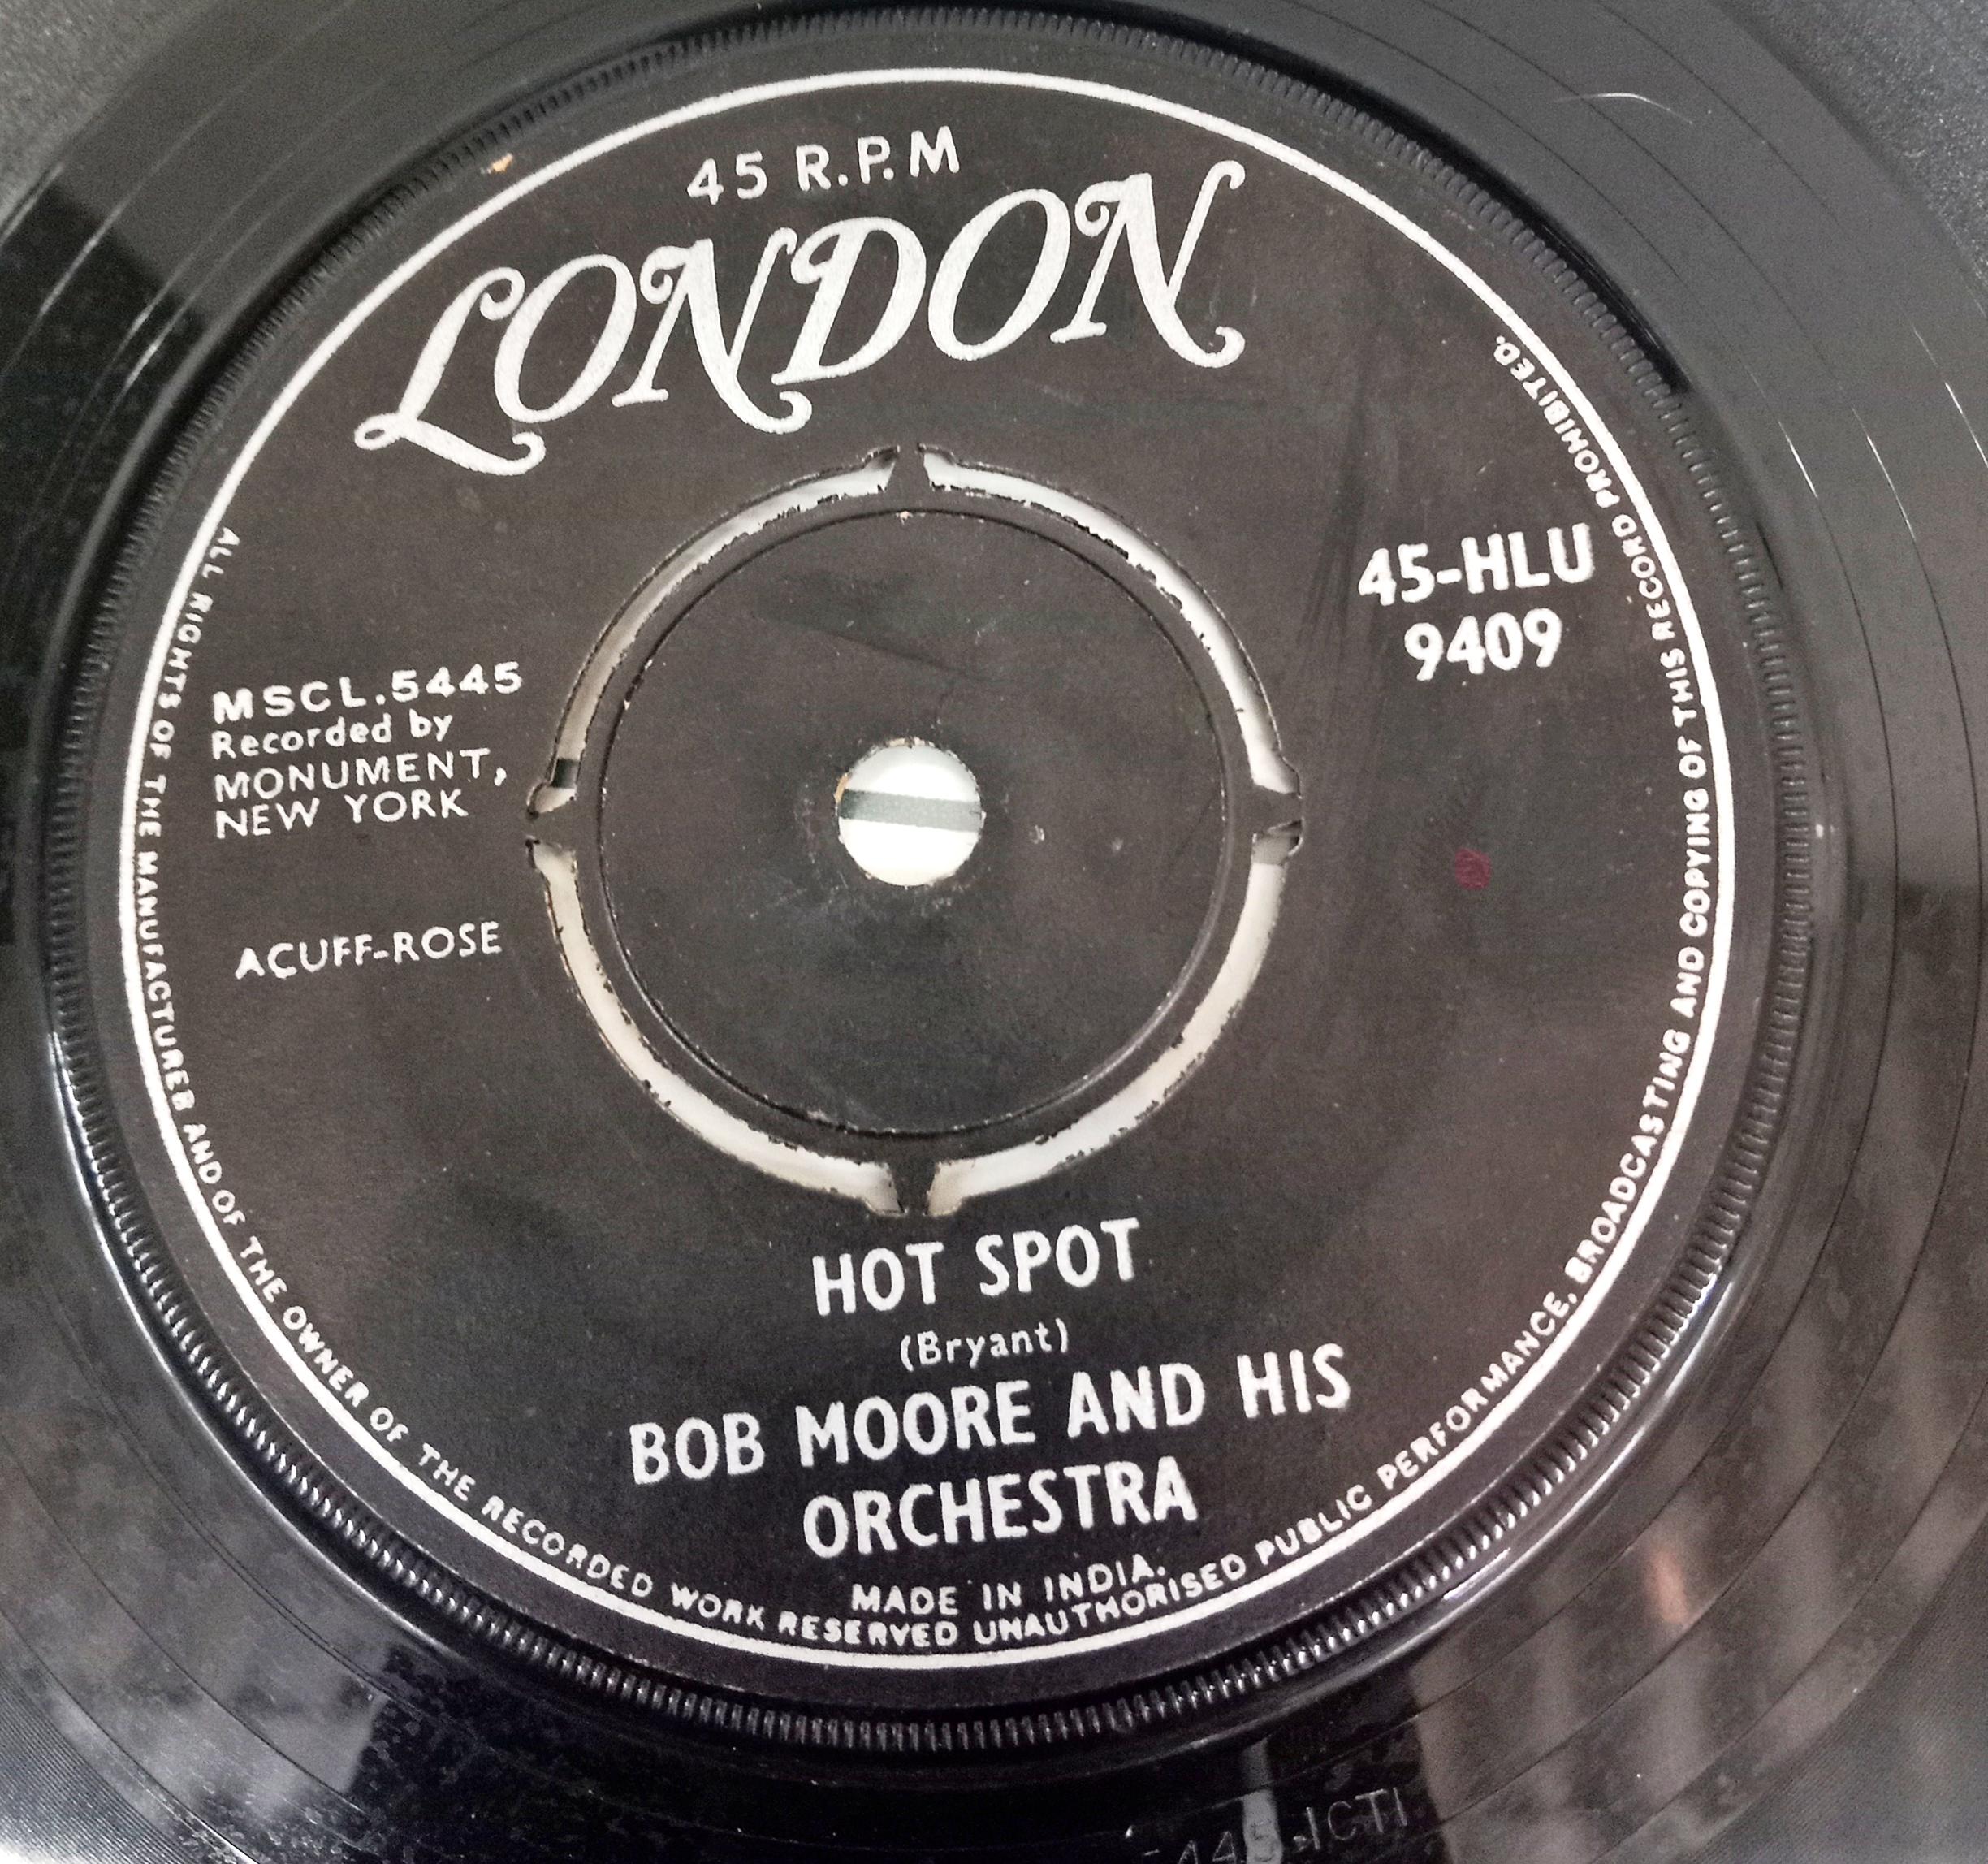 45 R.P.M
LONDON
45-HLU
9409
MSCL.5445
Recorded by
MONUMENT,
NEW YORK
ACUFF-ROSE
HOT SPOT
(Bryant)
BOB MOORE AND HIS
ORCHESTRA
MADE IN INDIA.
ALL RIGHTS OF THE MANUFACTURER AND OF THE OWNER OF THE RECORDED WORK RESERVED UNAUTHORISED PUBLIC PERFORMANCE, BROADCASTING AND COPYING OF THIS RECORD PROHIBITED.